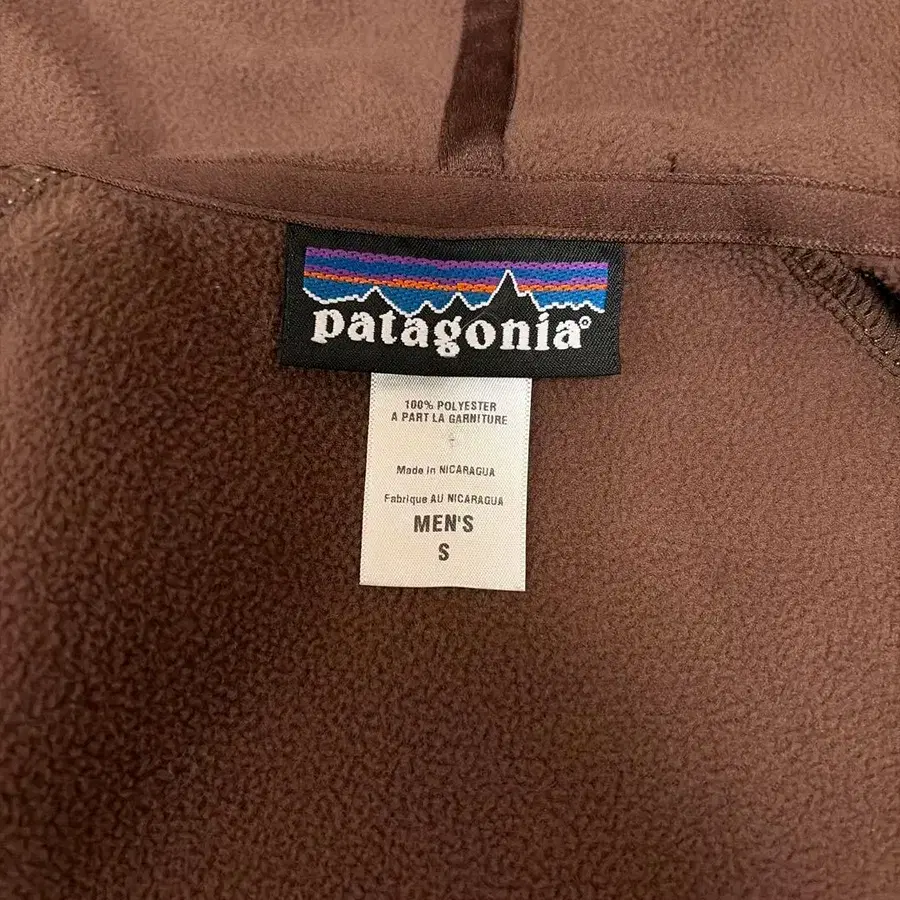 patagonia®
100% POLYESTER
A PART LA GARNITURE
Made in NICARAGUA
Fabrique AU NICARAGUA
MEN'S
S